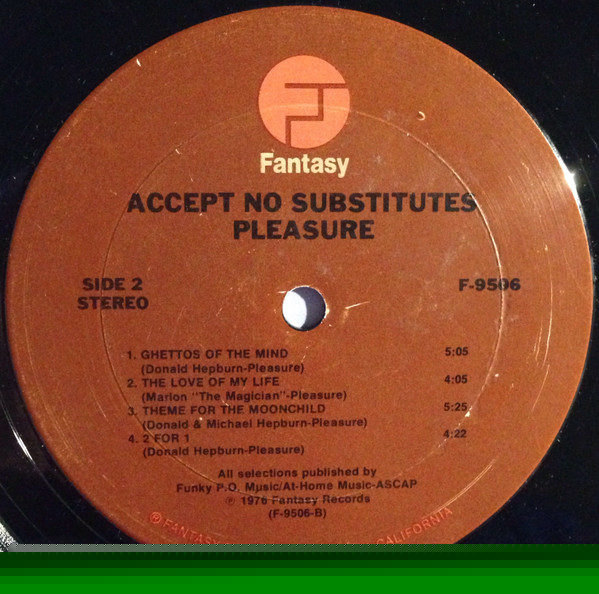 Fantasy
ACCEPT NO SUBSTITUTES
PLEASURE
SIDE 2
STEREO
F-9506
1. GHETTOS OF THE MIND 5:05
(Donald Hepburn-Pleasure)
2. THE LOVE OF MY LIFE 4:05
(Marlon "The Magician"-Pleasure)
3. THEME FOR THE MOONCHILD 5:25
(Donald & Michael Hepburn-Pleasure)
4. 2 FOR 1 4:22
(Donald Hepburn-Pleasure)
All selections published by
Funky P.O. Music/At-Home Music-ASCAP
℗ 1976 Fantasy Records
(F-9506-B)
®FANTASY
CALIFORNIA